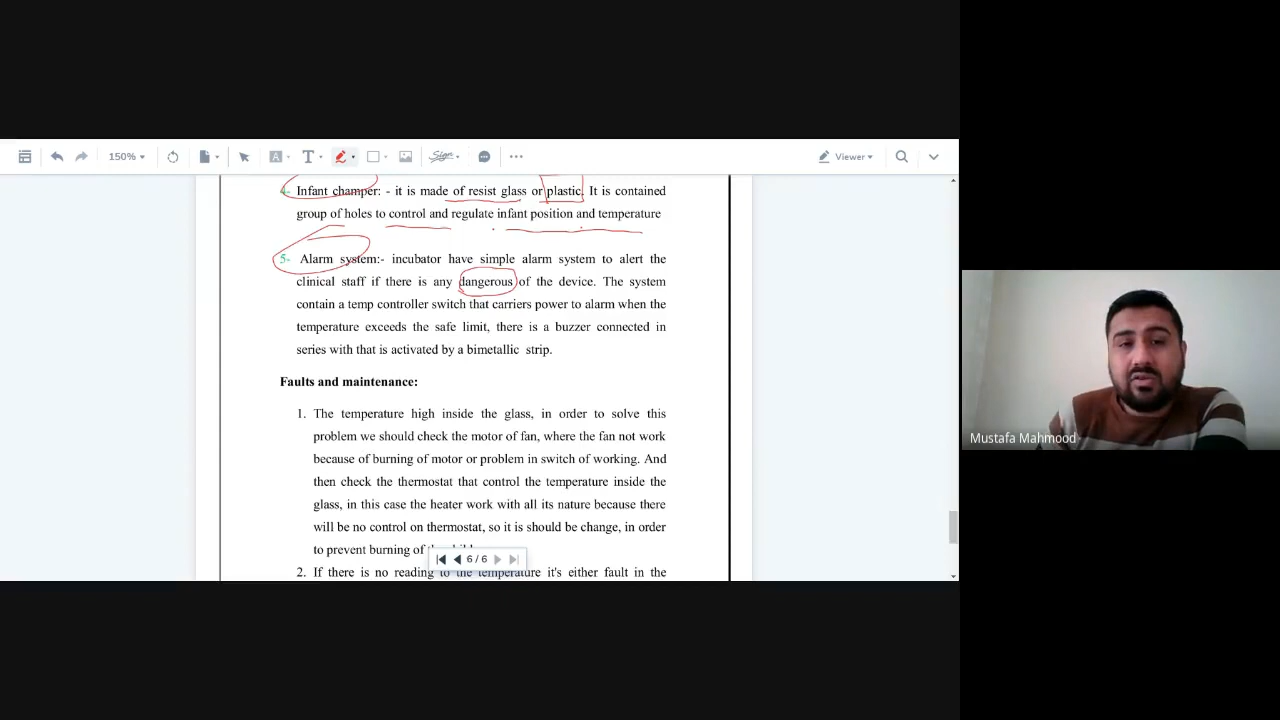 150%
T
A
Sign
Viewer
4- Infant champer: - it is made of resist glass or plastic. It is contained
group of holes to control and regulate infant position and temperature
5- Alarm system:- incubator have simple alarm system to alert the
clinical staff if there is any dangerous of the device. The system
contain a temp controller switch that carriers power to alarm when the
temperature exceeds the safe limit, there is a buzzer connected in
series with that is activated by a bimetallic strip.
Faults and maintenance:
1. The temperature high inside the glass, in order to solve this
problem we should check the motor of fan, where the fan not work
because of burning of motor or problem in switch of working. And
then check the thermostat that control the temperature inside the
glass, in this case the heater work with all its nature because there
will be no control on thermostat, so it is should be change, in order
to prevent burning of
6 / 6
2. If there is no reading to the temperature it's either fault in the
Mustafa Mahmood